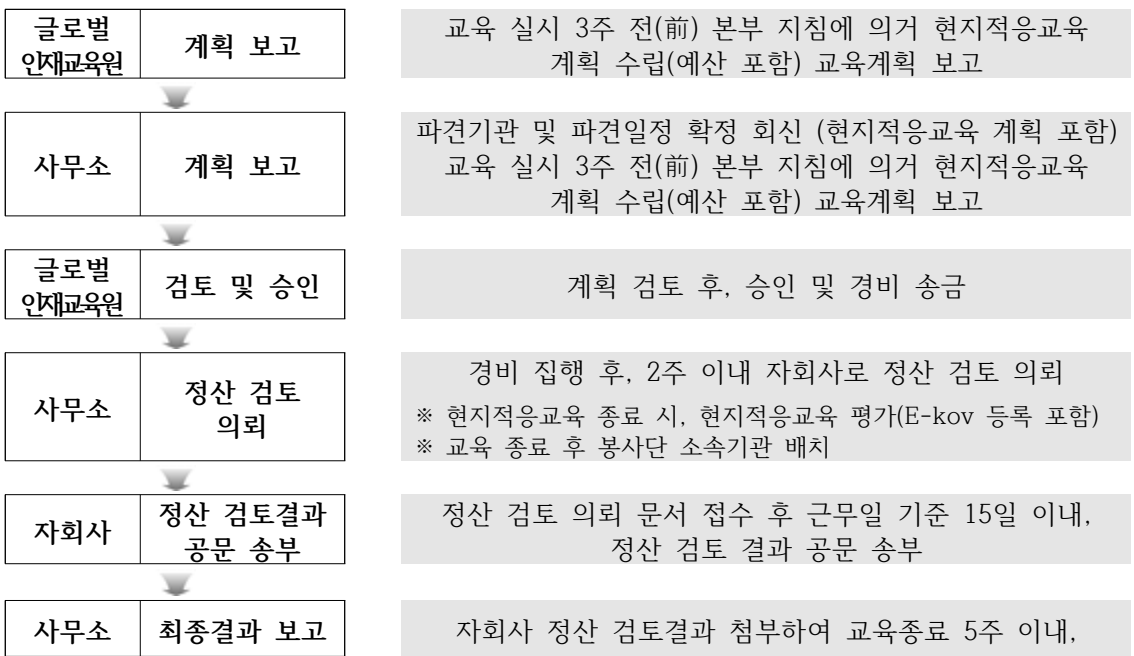 글로벌
인재교육원
계획 보고
교육 실시 3주 전(前) 본부 지침에 의거 현지적응교육
계획 수립(예산 포함) 교육계획 보고
사무소
계획 보고
파견기관 및 파견일정 확정 회신 (현지적응교육 계획 포함)
교육 실시 3주 전(前) 본부 지침에 의거 현지적응교육
계획 수립(예산 포함) 교육계획 보고
글로벌
인재교육원
검토 및 승인
계획 검토 후, 승인 및 경비 송금
사무소
정산 검토
의뢰
경비 집행 후, 2주 이내 자회사로 정산 검토 의뢰
※ 현지적응교육 종료 시, 현지적응교육 평가(E-kov 등록 포함)
※ 교육 종료 후 봉사단 소속기관 배치
자회사
정산 검토결과
공문 송부
정산 검토 의뢰 문서 접수 후 근무일 기준 15일 이내,
정산 검토 결과 공문 송부
사무소
최종결과 보고
자회사 정산 검토결과 첨부하여 교육종료 5주 이내,